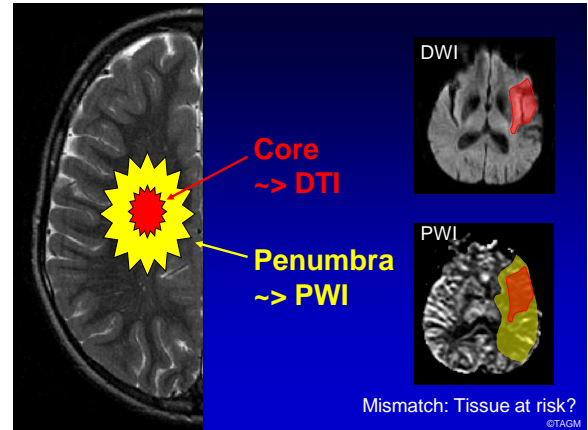 DWI
Core
~> DTI
PWI
Penumbra
~> PWI
Mismatch: Tissue at risk?
©TAGM